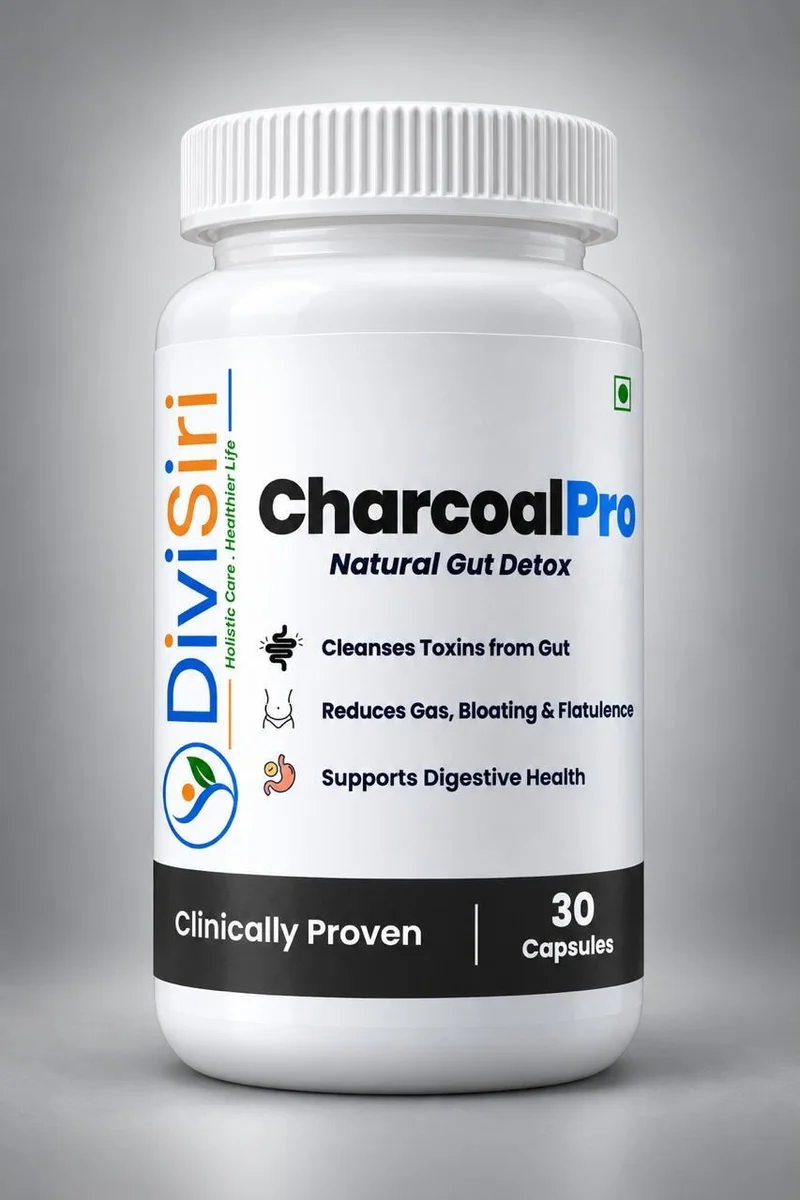 DiviSiri
Holistic Care . Healthier Life
CharcoalPro
Natural Gut Detox
Cleanses Toxins from Gut
Reduces Gas, Bloating & Flatulence
Supports Digestive Health
Clinically Proven
30
Capsules